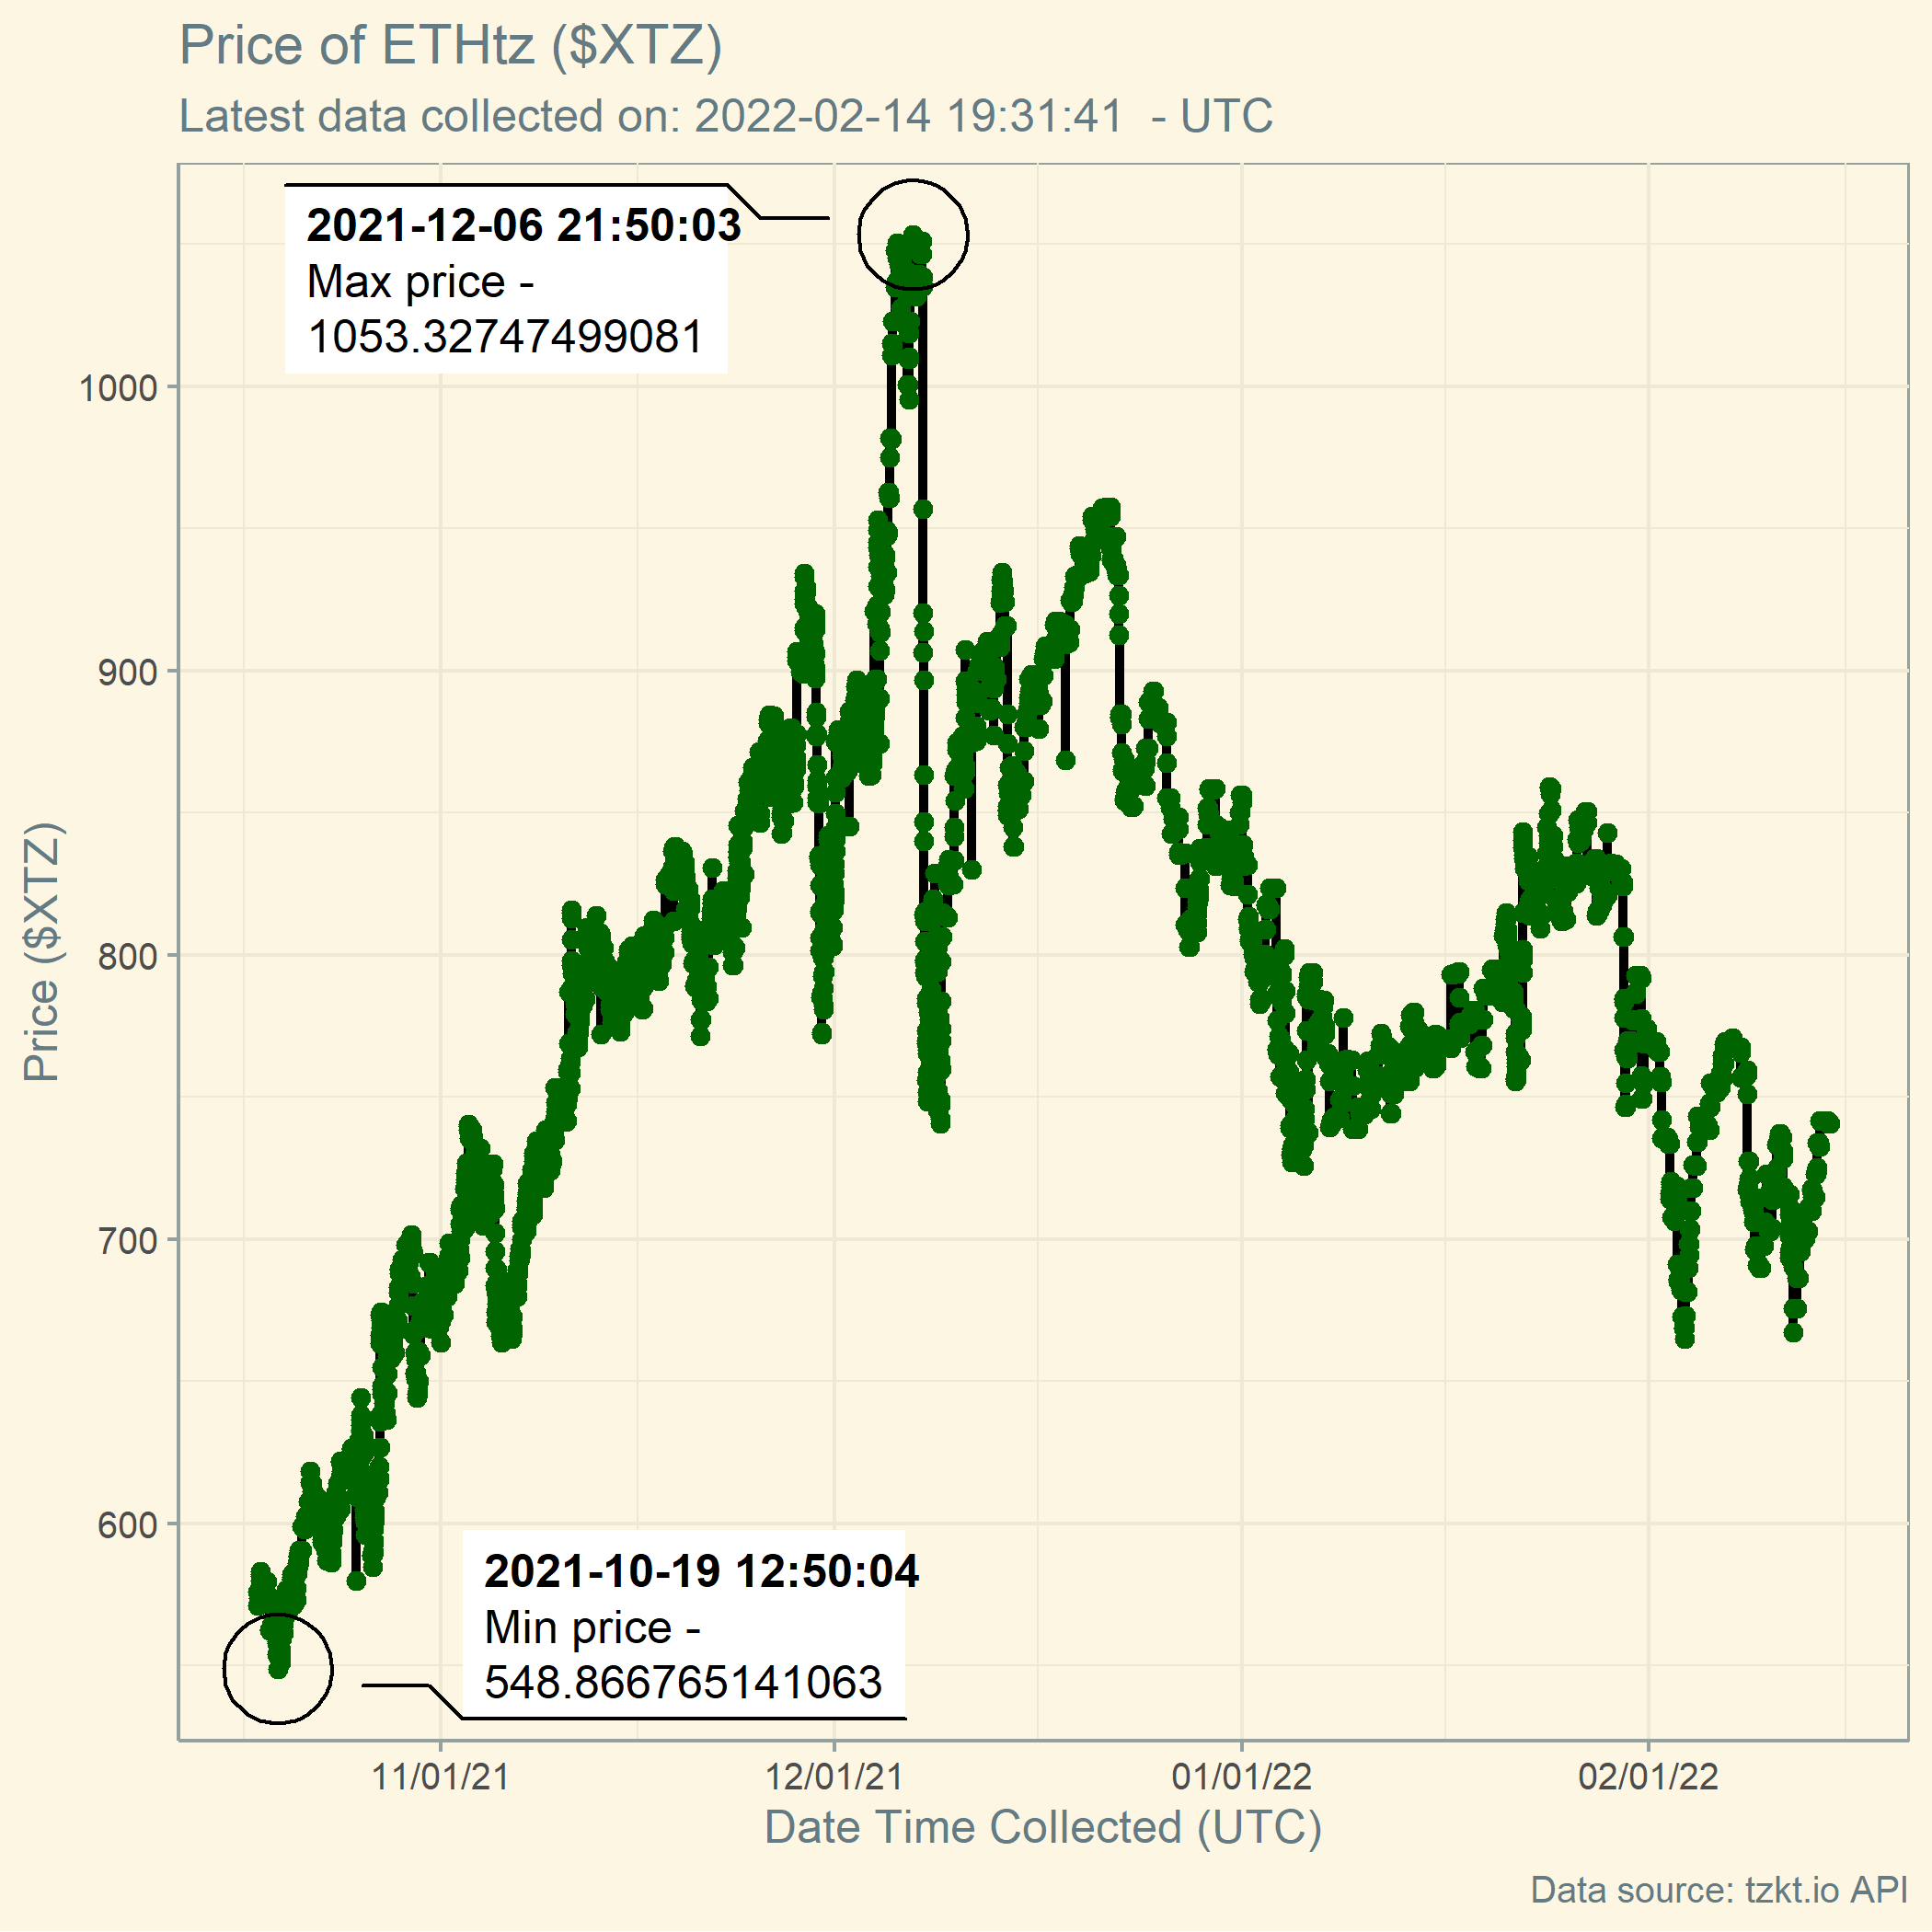 Price of ETHtz ($XTZ)
Latest data collected on: 2022-02-14 19:31:41  - UTC
2021-12-06 21:50:03
Max price -
1053.32747499081
1000
900
800
700
600
Price ($XTZ)
2021-10-19 12:50:04
Min price -
548.866765141063
11/01/21
12/01/21
01/01/22
02/01/22
Date Time Collected (UTC)
Data source: tzkt.io API